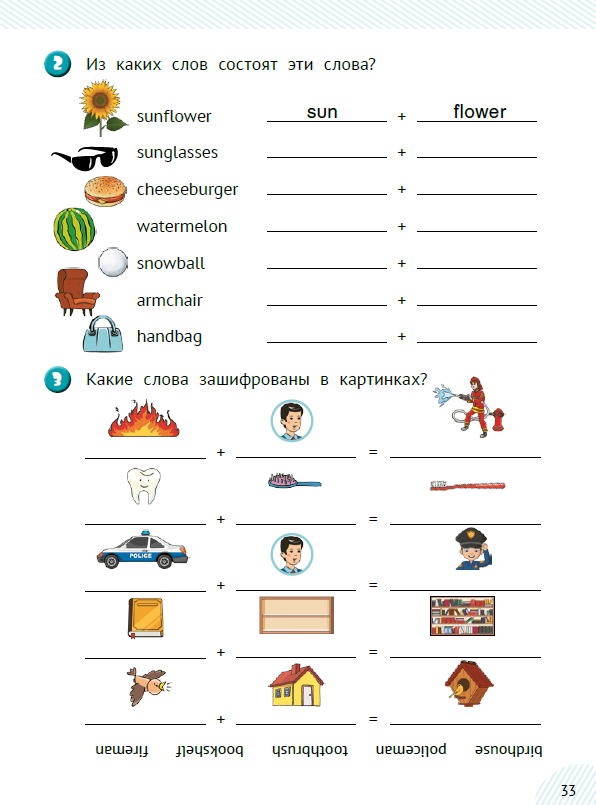 2 Из каких слов состоят эти слова?
sunflower sun + flower
sunglasses +
cheeseburger +
watermelon +
snowball +
armchair +
handbag +
3 Какие слова зашифрованы в картинках?
+ =
+ =
POLICE
+ =
+ =
+ =
fireman bookshelf toothbrush policeman birdhouse
33